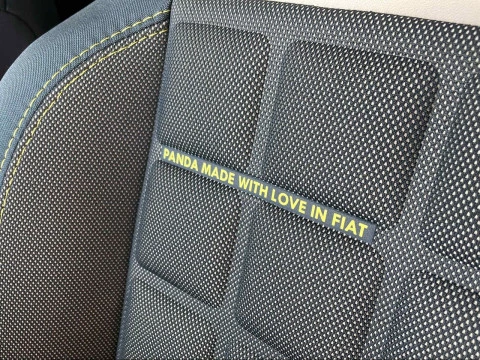 PANDA MADE WITH LOVE IN FIAT